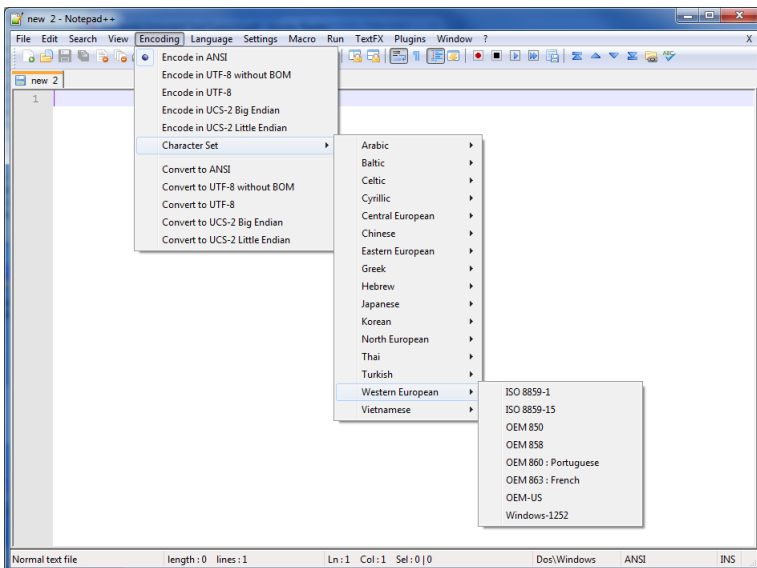 new 2 - Notepad++
File Edit Search View Encoding Language Settings Macro Run TextFX Plugins Window ? X
new 2
1
Encode in ANSI
Encode in UTF-8 without BOM
Encode in UTF-8
Encode in UCS-2 Big Endian
Encode in UCS-2 Little Endian
Character Set
Convert to ANSI
Convert to UTF-8 without BOM
Convert to UTF-8
Convert to UCS-2 Big Endian
Convert to UCS-2 Little Endian
Arabic
Baltic
Celtic
Cyrillic
Central European
Chinese
Eastern European
Greek
Hebrew
Japanese
Korean
North European
Thai
Turkish
Western European
Vietnamese
ISO 8859-1
ISO 8859-15
OEM 850
OEM 858
OEM 860 : Portuguese
OEM 863 : French
OEM-US
Windows-1252
Normal text file length : 0 lines : 1 Ln : 1 Col : 1 Sel : 0 | 0 Dos\Windows ANSI INS